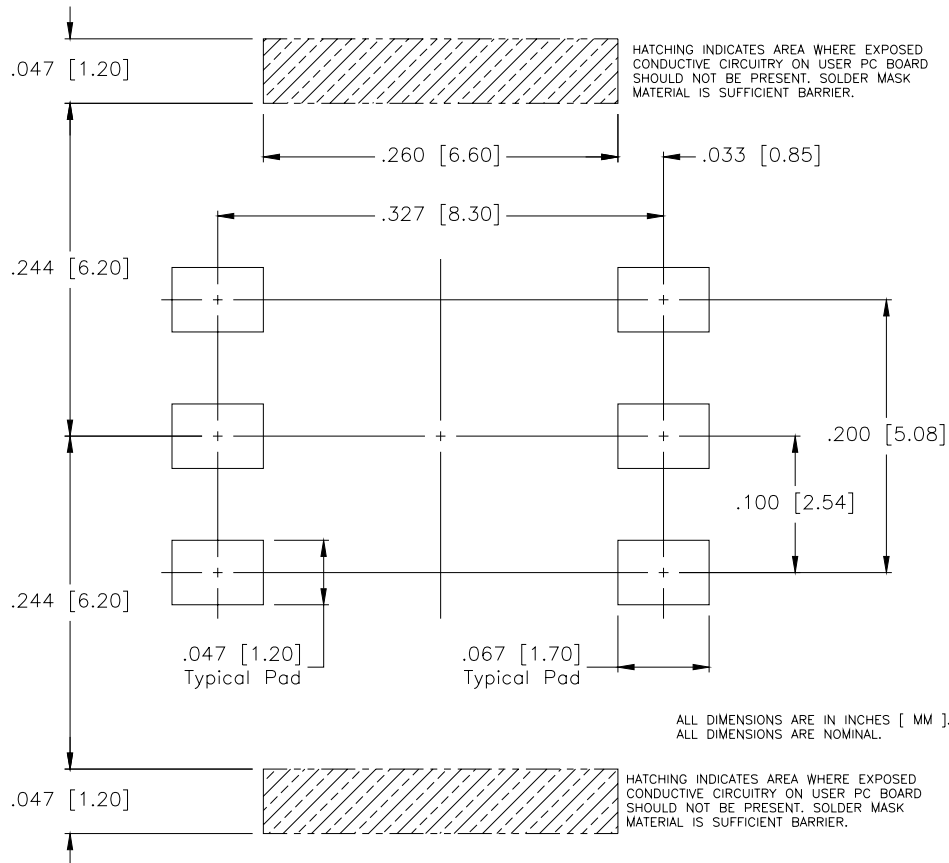 HATCHING INDICATES AREA WHERE EXPOSED
CONDUCTIVE CIRCUITRY ON USER PC BOARD
SHOULD NOT BE PRESENT. SOLDER MASK
MATERIAL IS SUFFICIENT BARRIER.
.047 [1.20]
.260 [6.60]
.033 [0.85]
.327 [8.30]
.244 [6.20]
.200 [5.08]
.100 [2.54]
.244 [6.20]
.047 [1.20]
Typical Pad
.067 [1.70]
Typical Pad
ALL DIMENSIONS ARE IN INCHES [ MM ].
ALL DIMENSIONS ARE NOMINAL.
.047 [1.20]
HATCHING INDICATES AREA WHERE EXPOSED
CONDUCTIVE CIRCUITRY ON USER PC BOARD
SHOULD NOT BE PRESENT. SOLDER MASK
MATERIAL IS SUFFICIENT BARRIER.